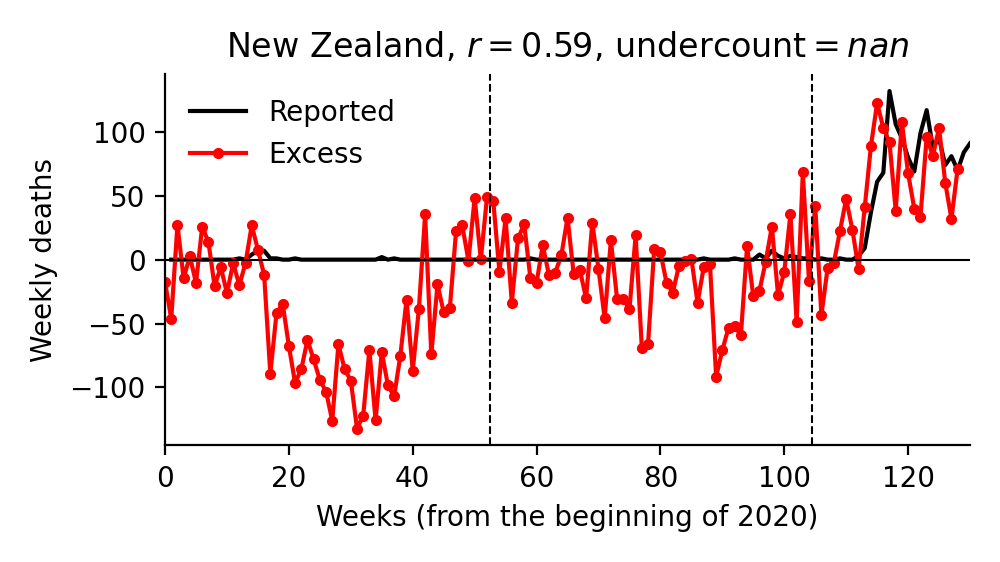 New Zealand, r = 0.59, undercount = nan
Reported
Excess
Weekly deaths
100
50
0
−50
−100
0 20 40 60 80 100 120
Weeks (from the beginning of 2020)